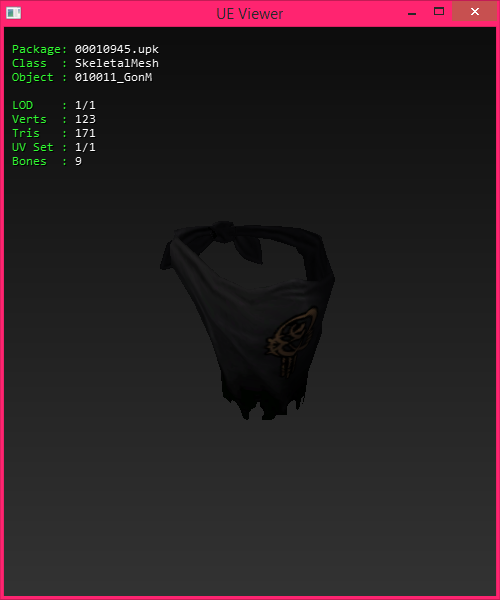 UE Viewer
Package: 00010945.upk
Class : SkeletalMesh
Object : 010011_GonM
LOD : 1/1
Verts : 123
Tris : 171
UV Set : 1/1
Bones : 9